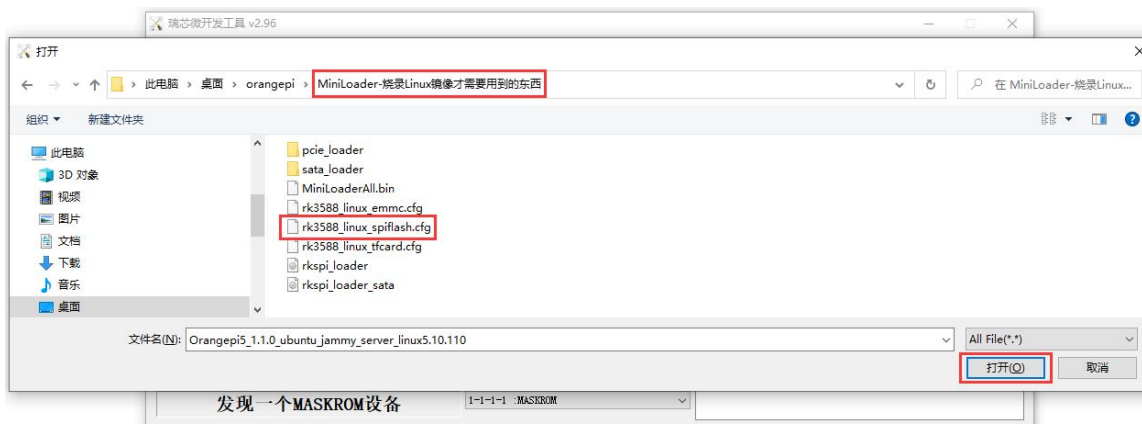 瑞芯微开发工具 v2.96
打开
此电脑 › 桌面 › orangepi › MiniLoader-烧录Linux镜像才需要用到的东西
在 MiniLoader-烧录Linux...
组织 新建文件夹
此电脑
3D 对象
视频
图片
文档
下载
音乐
桌面
pcie_loader
sata_loader
MiniLoaderAll.bin
rk3588_linux_emmc.cfg
rk3588_linux_spiflash.cfg
rk3588_linux_tfcard.cfg
rkspi_loader
rkspi_loader_sata
文件名(N): Orangepi5_1.1.0_ubuntu_jammy_server_linux5.10.110
All File(*.*)
打开(O) 取消
发现一个MASKROM设备 1-1-1-1 :MASKROM